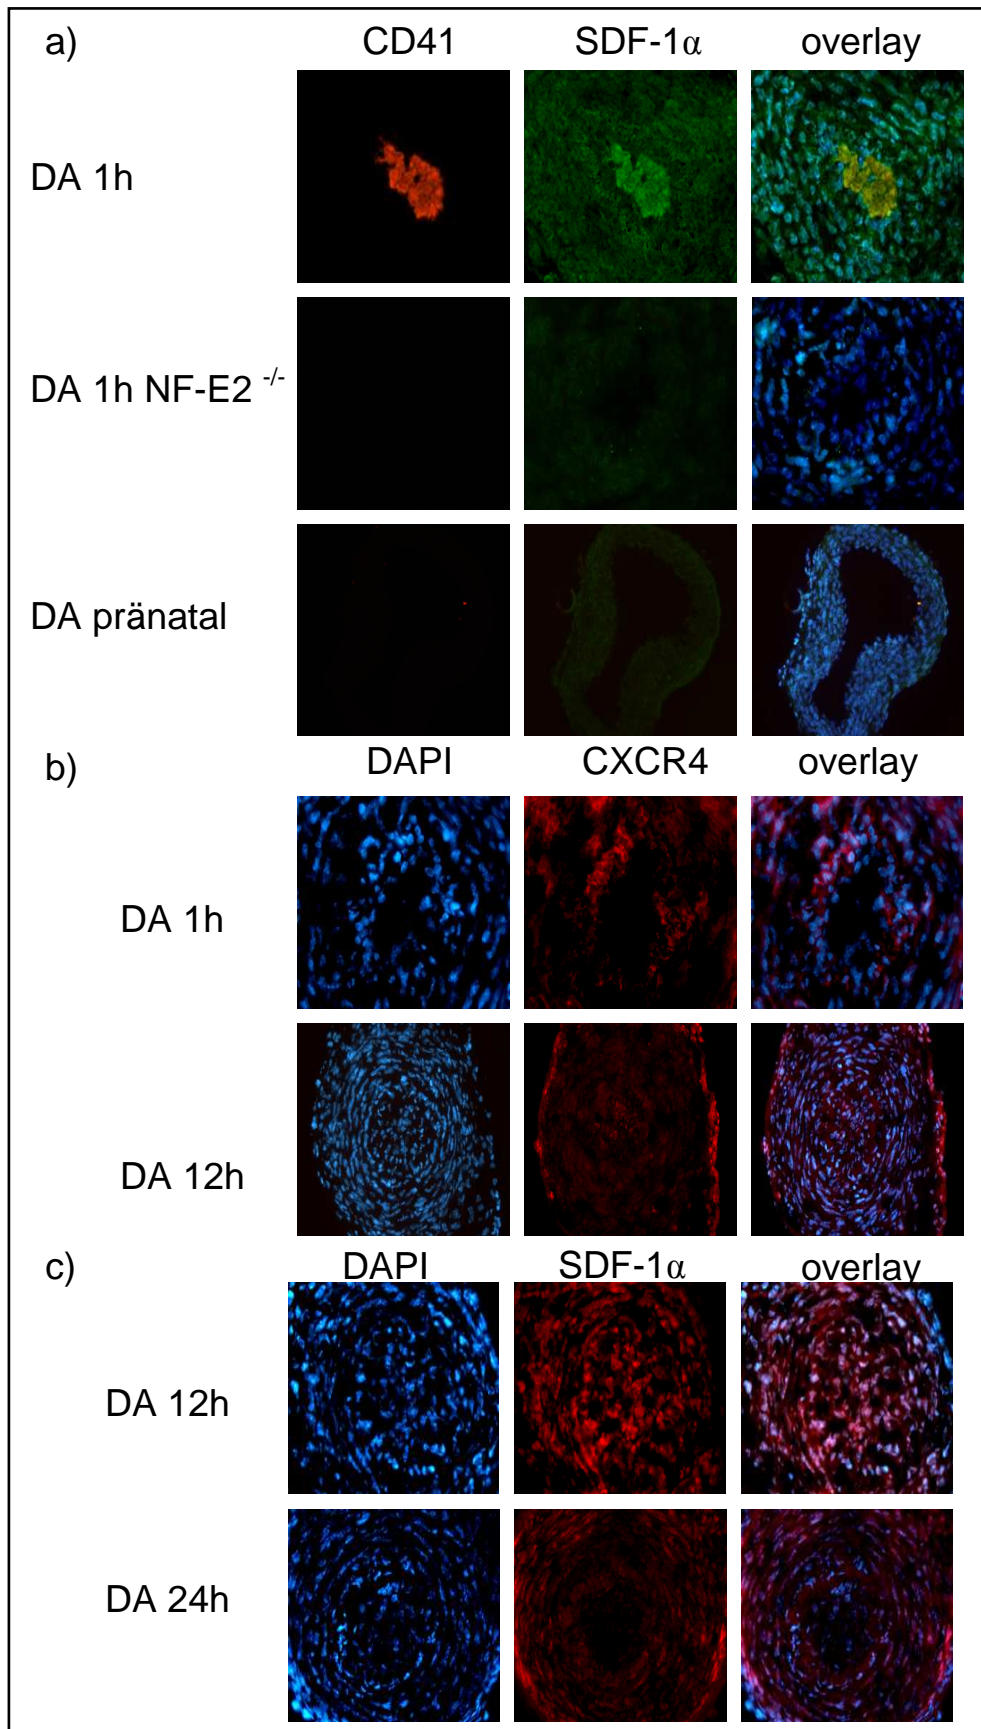 a) CD41 SDF-1α overlay
DA 1h
DA 1h NF-E2 -/-
DA pränatal
b) DAPI CXCR4 overlay
DA 1h
DA 12h
c) DAPI SDF-1α overlay
DA 12h
DA 24h